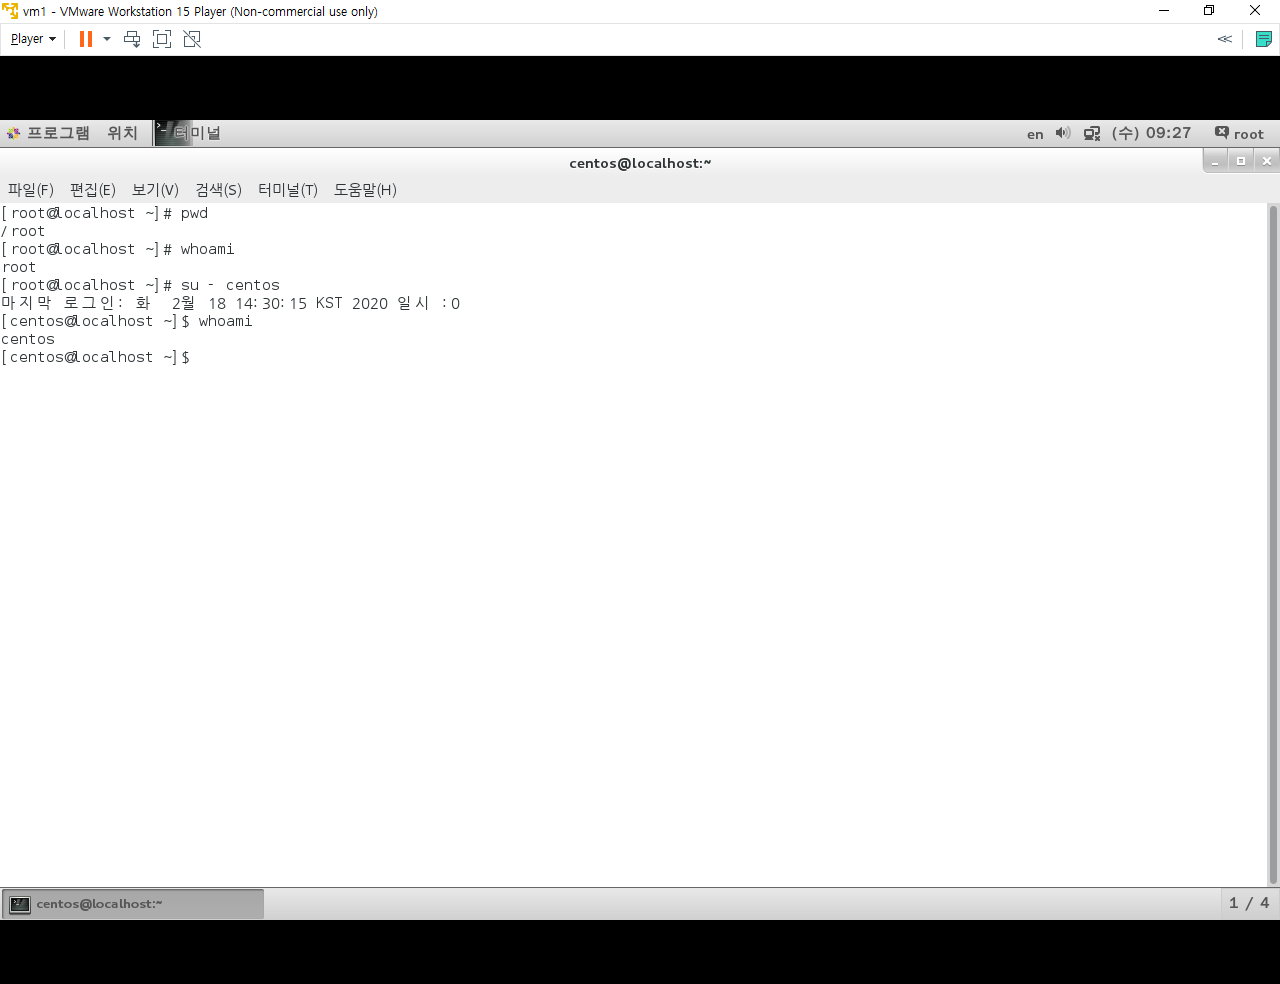 vm1 - VMware Workstation 15 Player (Non-commercial use only)
Player
프로그램 위치 터미널 en (수) 09:27 root
centos@localhost:~
파일(F) 편집(E) 보기(V) 검색(S) 터미널(T) 도움말(H)
[root@localhost ~]# pwd
/root
[root@localhost ~]# whoami
root
[root@localhost ~]# su - centos
마지막 로그인: 화  2월 18 14:30:15 KST 2020 일시 :0
[centos@localhost ~]$ whoami
centos
[centos@localhost ~]$
centos@localhost:~ 1 / 4